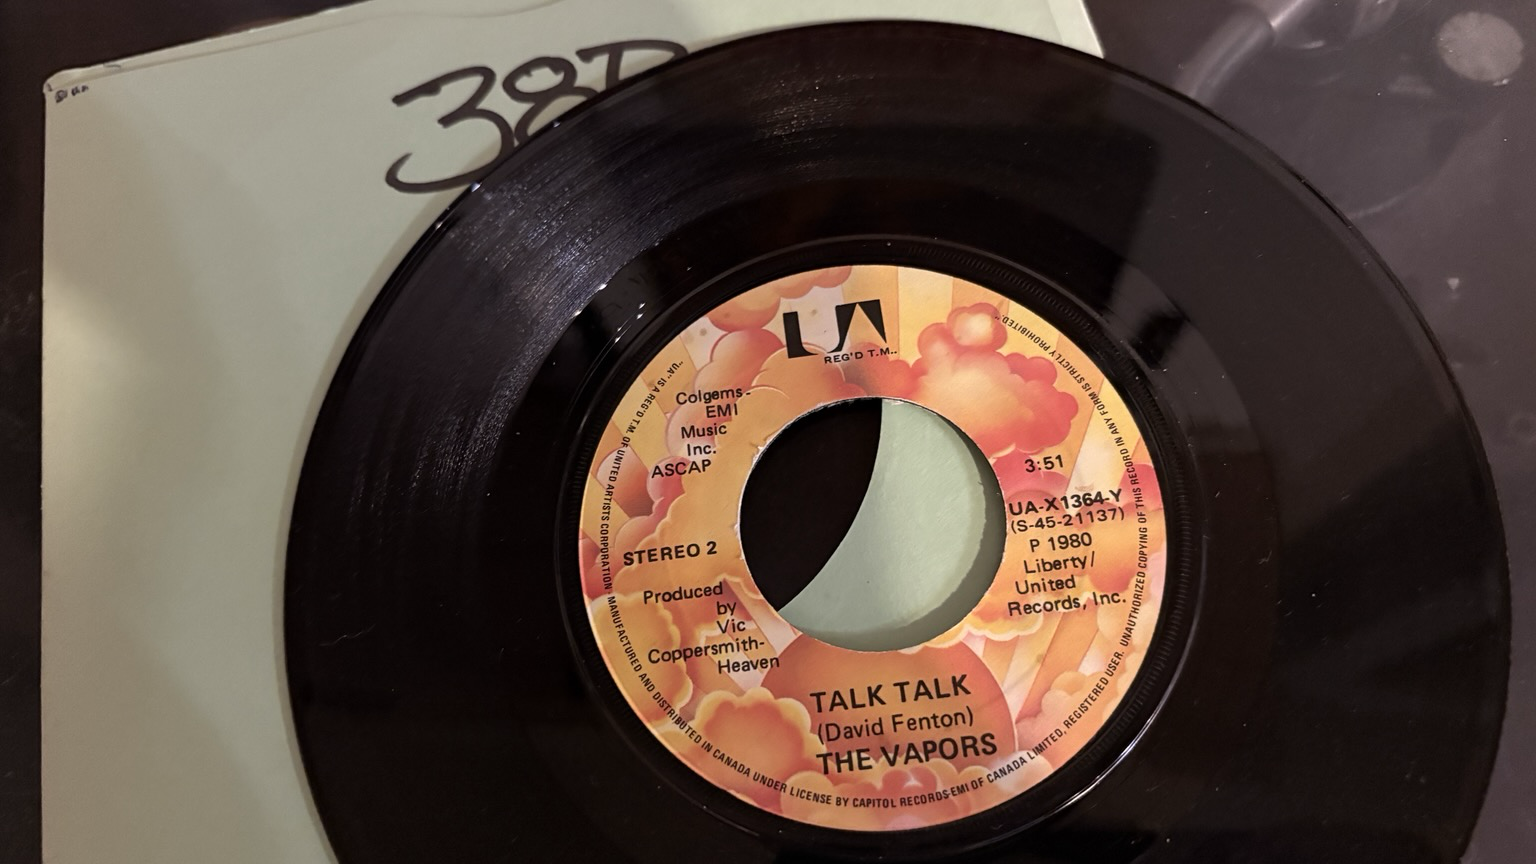 38
UA
REG'D T.M..
Colgems-
EMI
Music
Inc.
ASCAP
STEREO 2
Produced
by
Vic
Coppersmith-
Heaven
3:51
UA-X1364-Y
(S-45-21137)
P 1980
Liberty/
United
Records, Inc.
TALK TALK
(David Fenton)
THE VAPORS
"UA" IS A REG'D T.M. OF UNITED ARTISTS CORPORATION. MANUFACTURED AND DISTRIBUTED IN CANADA UNDER LICENSE BY CAPITOL RECORDS-EMI OF CANADA LIMITED, REGISTERED USER. UNAUTHORIZED COPYING OF THIS RECORD IN ANY FORM IS STRICTLY PROHIBITED.